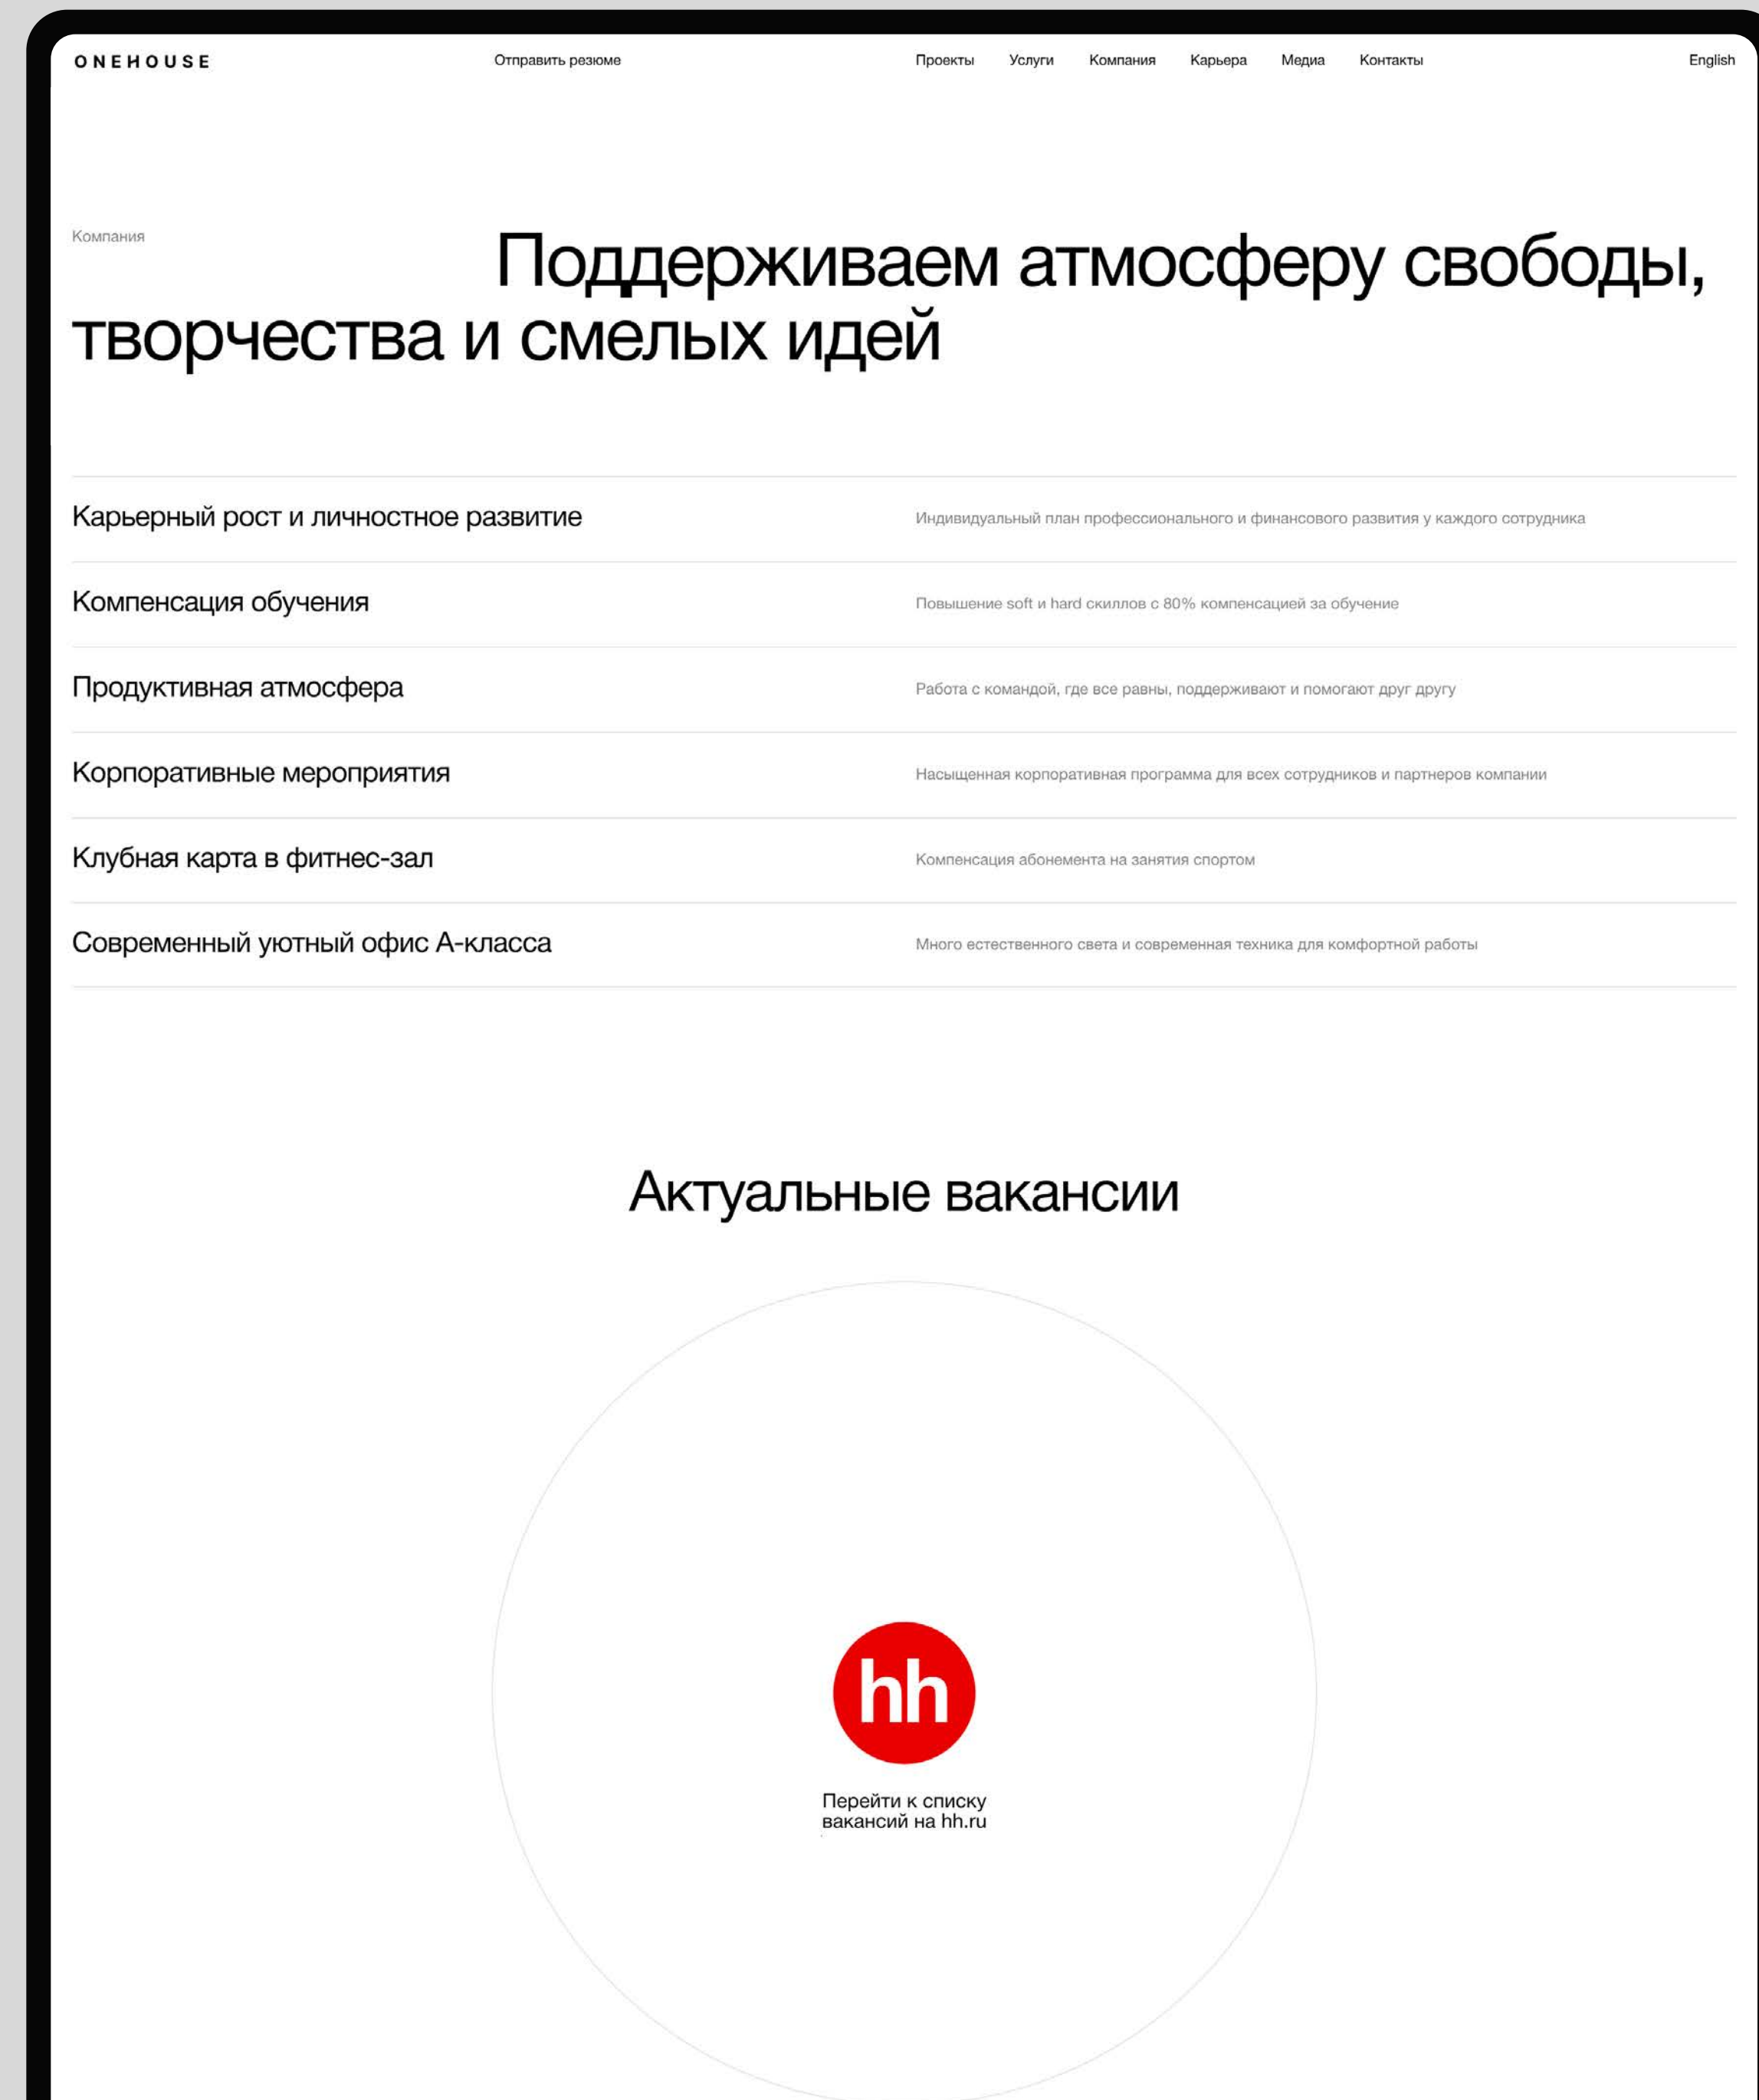 ONEHOUSE
Отправить резюме
Проекты Услуги Компания Карьера Медиа Контакты
English
Компания
Поддерживаем атмосферу свободы,
творчества и смелых идей
Карьерный рост и личностное развитие
Индивидуальный план профессионального и финансового развития у каждого сотрудника
Компенсация обучения
Повышение soft и hard скиллов с 80% компенсацией за обучение
Продуктивная атмосфера
Работа с командой, где все равны, поддерживают и помогают друг другу
Корпоративные мероприятия
Насыщенная корпоративная программа для всех сотрудников и партнеров компании
Клубная карта в фитнес-зал
Компенсация абонемента на занятия спортом
Современный уютный офис А-класса
Много естественного света и современная техника для комфортной работы
Актуальные вакансии
hh
Перейти к списку
вакансий на hh.ru